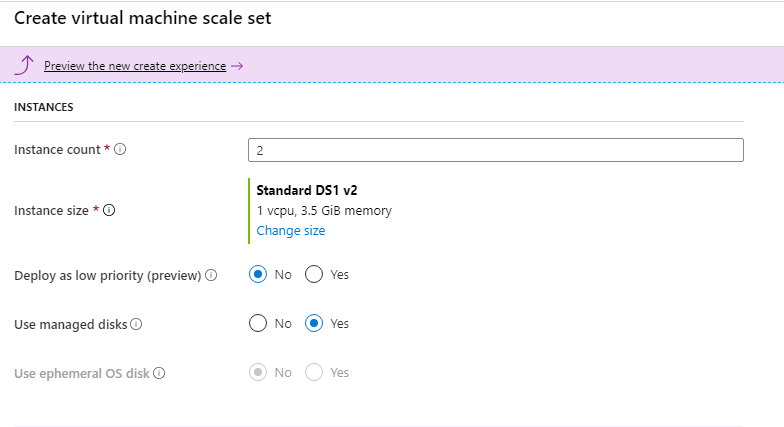 Create virtual machine scale set
Preview the new create experience →
INSTANCES
Instance count *
2
Instance size *
Standard DS1 v2
1 vcpu, 3.5 GiB memory
Change size
Deploy as low priority (preview)
No Yes
Use managed disks
No Yes
Use ephemeral OS disk
No Yes